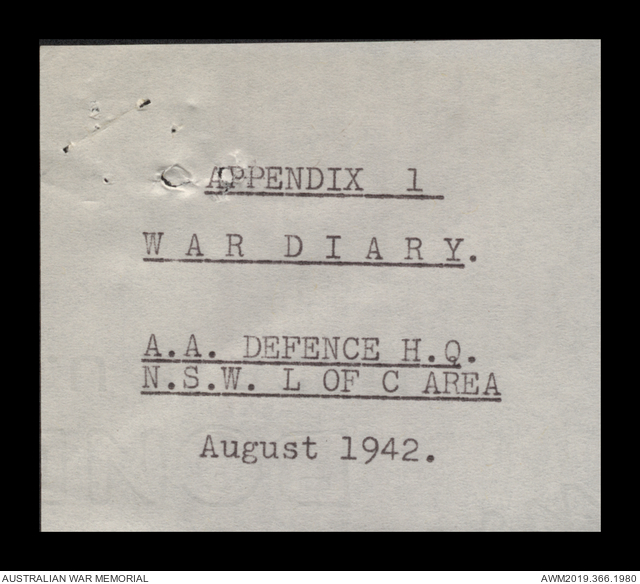 APPENDIX 1
WAR DIARY.
A.A. DEFENCE H.Q.
N.S.W. L OF C AREA
August 1942.
AUSTRALIAN WAR MEMORIAL
AWM2019.366.1980